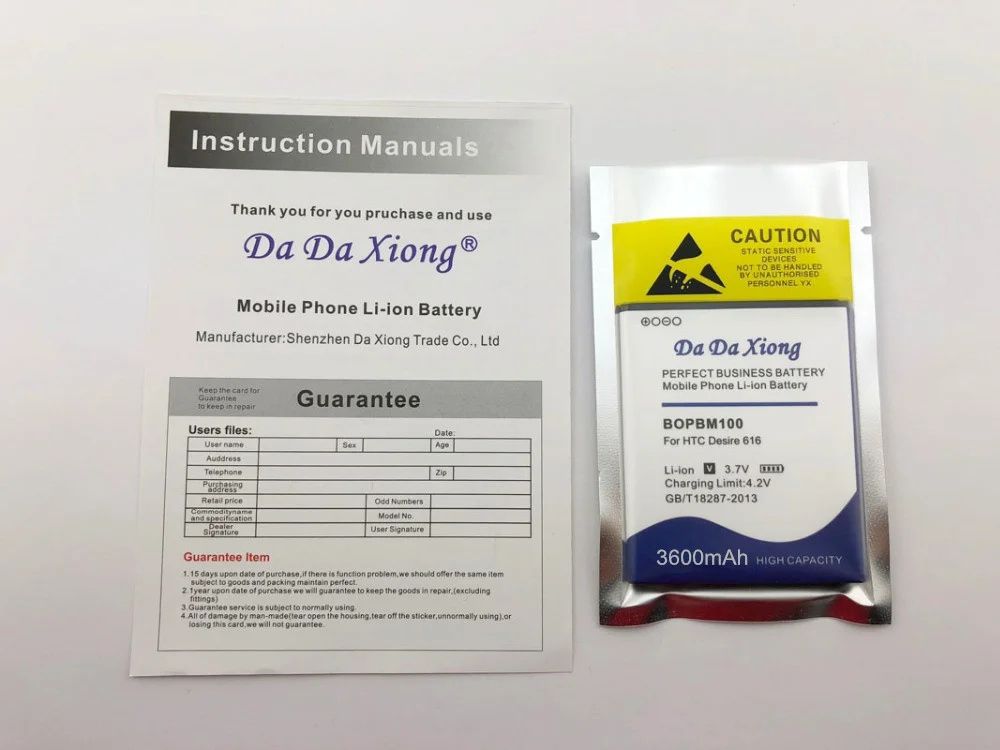 Instruction Manuals
Thank you for you pruchase and use
Da Da Xiong®
Mobile Phone Li-ion Battery
Manufacturer:Shenzhen Da Xiong Trade Co., Ltd
Keep the card for
Guarantee
to keep in repair
Guarantee
Users files:
Date:
User name
Sex
Age
Auddress
Telephone
Zip
Purchasing
address
Retail price
Odd Numbers
Commodityname
and specification
Model No.
Dealer
Signature
User Signature
Guarantee Item
1.15 days upon date of purchase,if there is function problem,we should offer the same item
subject to goods and packing maintain perfect.
2.1year upon date of purchase we will guarantee to keep the goods in repair,(excluding
fittings)
3.Guarantee service is subject to normally using.
4.All of damage by man-made(tear open the housing,tear off the sticker,unnormally using),or
losing this card,we will not guarantee.
CAUTION
STATIC SENSITIVE
DEVICES
NOT TO BE HANDLED
BY UNAUTHORISED
PERSONNEL YX
Da Da Xiong
PERFECT BUSINESS BATTERY
Mobile Phone Li-ion Battery
BOPBM100
For HTC Desire 616
Li-ion V 3.7V
Charging Limit:4.2V
GB/T18287-2013
3600mAh HIGH CAPACITY